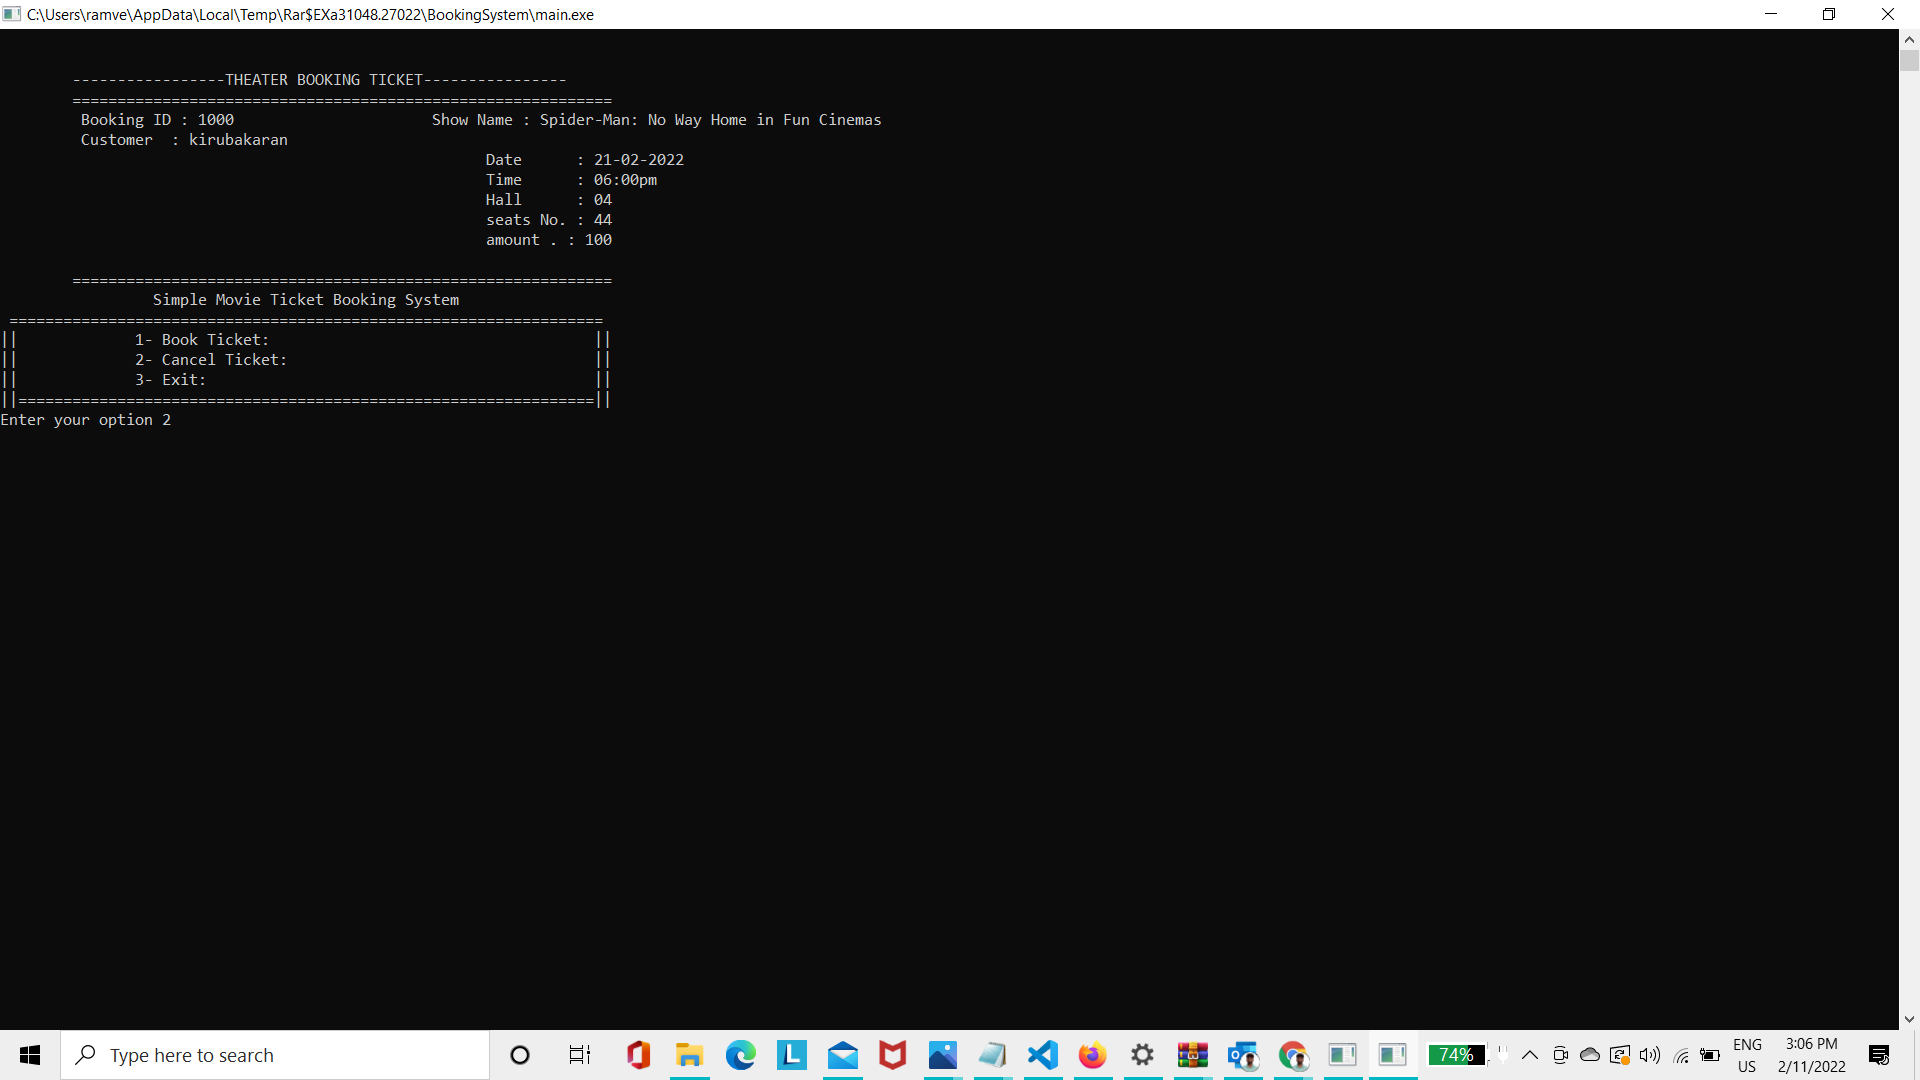 C:\Users\ramve\AppData\Local\Temp\Rar$EXa31048.27022\BookingSystem\main.exe
-----------------THEATER BOOKING TICKET----------------
============================================================
Booking ID : 1000 Show Name : Spider-Man: No Way Home in Fun Cinemas
Customer : kirubakaran
Date : 21-02-2022
Time : 06:00pm
Hall : 04
seats No. : 44
amount . : 100
============================================================
Simple Movie Ticket Booking System
==================================================================
|| 1- Book Ticket: ||
|| 2- Cancel Ticket: ||
|| 3- Exit: ||
||================================================================||
Enter your option 2
Type here to search
L
74%
ENG
US
3:06 PM
2/11/2022